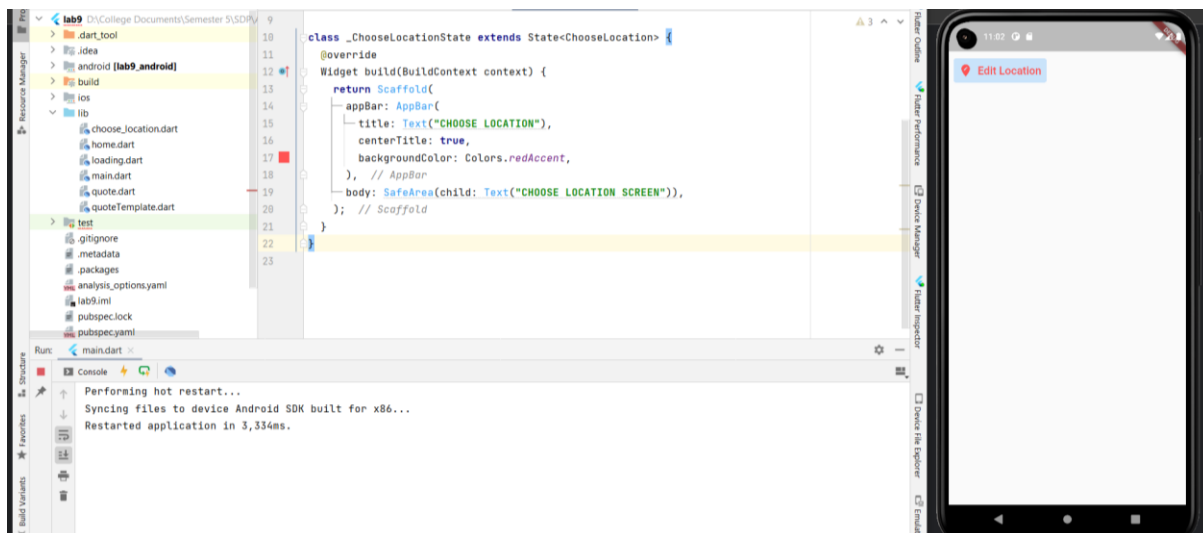 Pro
lab9 D:\College Documents\Semester 5\SDIP\
.dart_tool
.idea
android [lab9_android]
build
ios
lib
choose_location.dart
home.dart
loading.dart
main.dart
quote.dart
quoteTemplate.dart
test
.gitignore
.metadata
.packages
analysis_options.yaml
lab9.iml
pubspec.lock
pubspec.yaml
Resource Manager
Structure
Favorites
Build Variants
9
10 class _ChooseLocationState extends State<ChooseLocation> {
11 @override
12 Widget build(BuildContext context) {
13 return Scaffold(
14 appBar: AppBar(
15 title: Text("CHOOSE LOCATION"),
16 centerTitle: true,
17 backgroundColor: Colors.redAccent,
18 ), // AppBar
19 body: SafeArea(child: Text("CHOOSE LOCATION SCREEN")),
20 ); // Scaffold
21 }
22 }
23
3
Flutter Outline
Flutter Performance
Device Manager
Flutter Inspector
Device File Explorer
Emulat
Run: main.dart
Console
Performing hot restart...
Syncing files to device Android SDK built for x86...
Restarted application in 3,334ms.
11:02
Edit Location